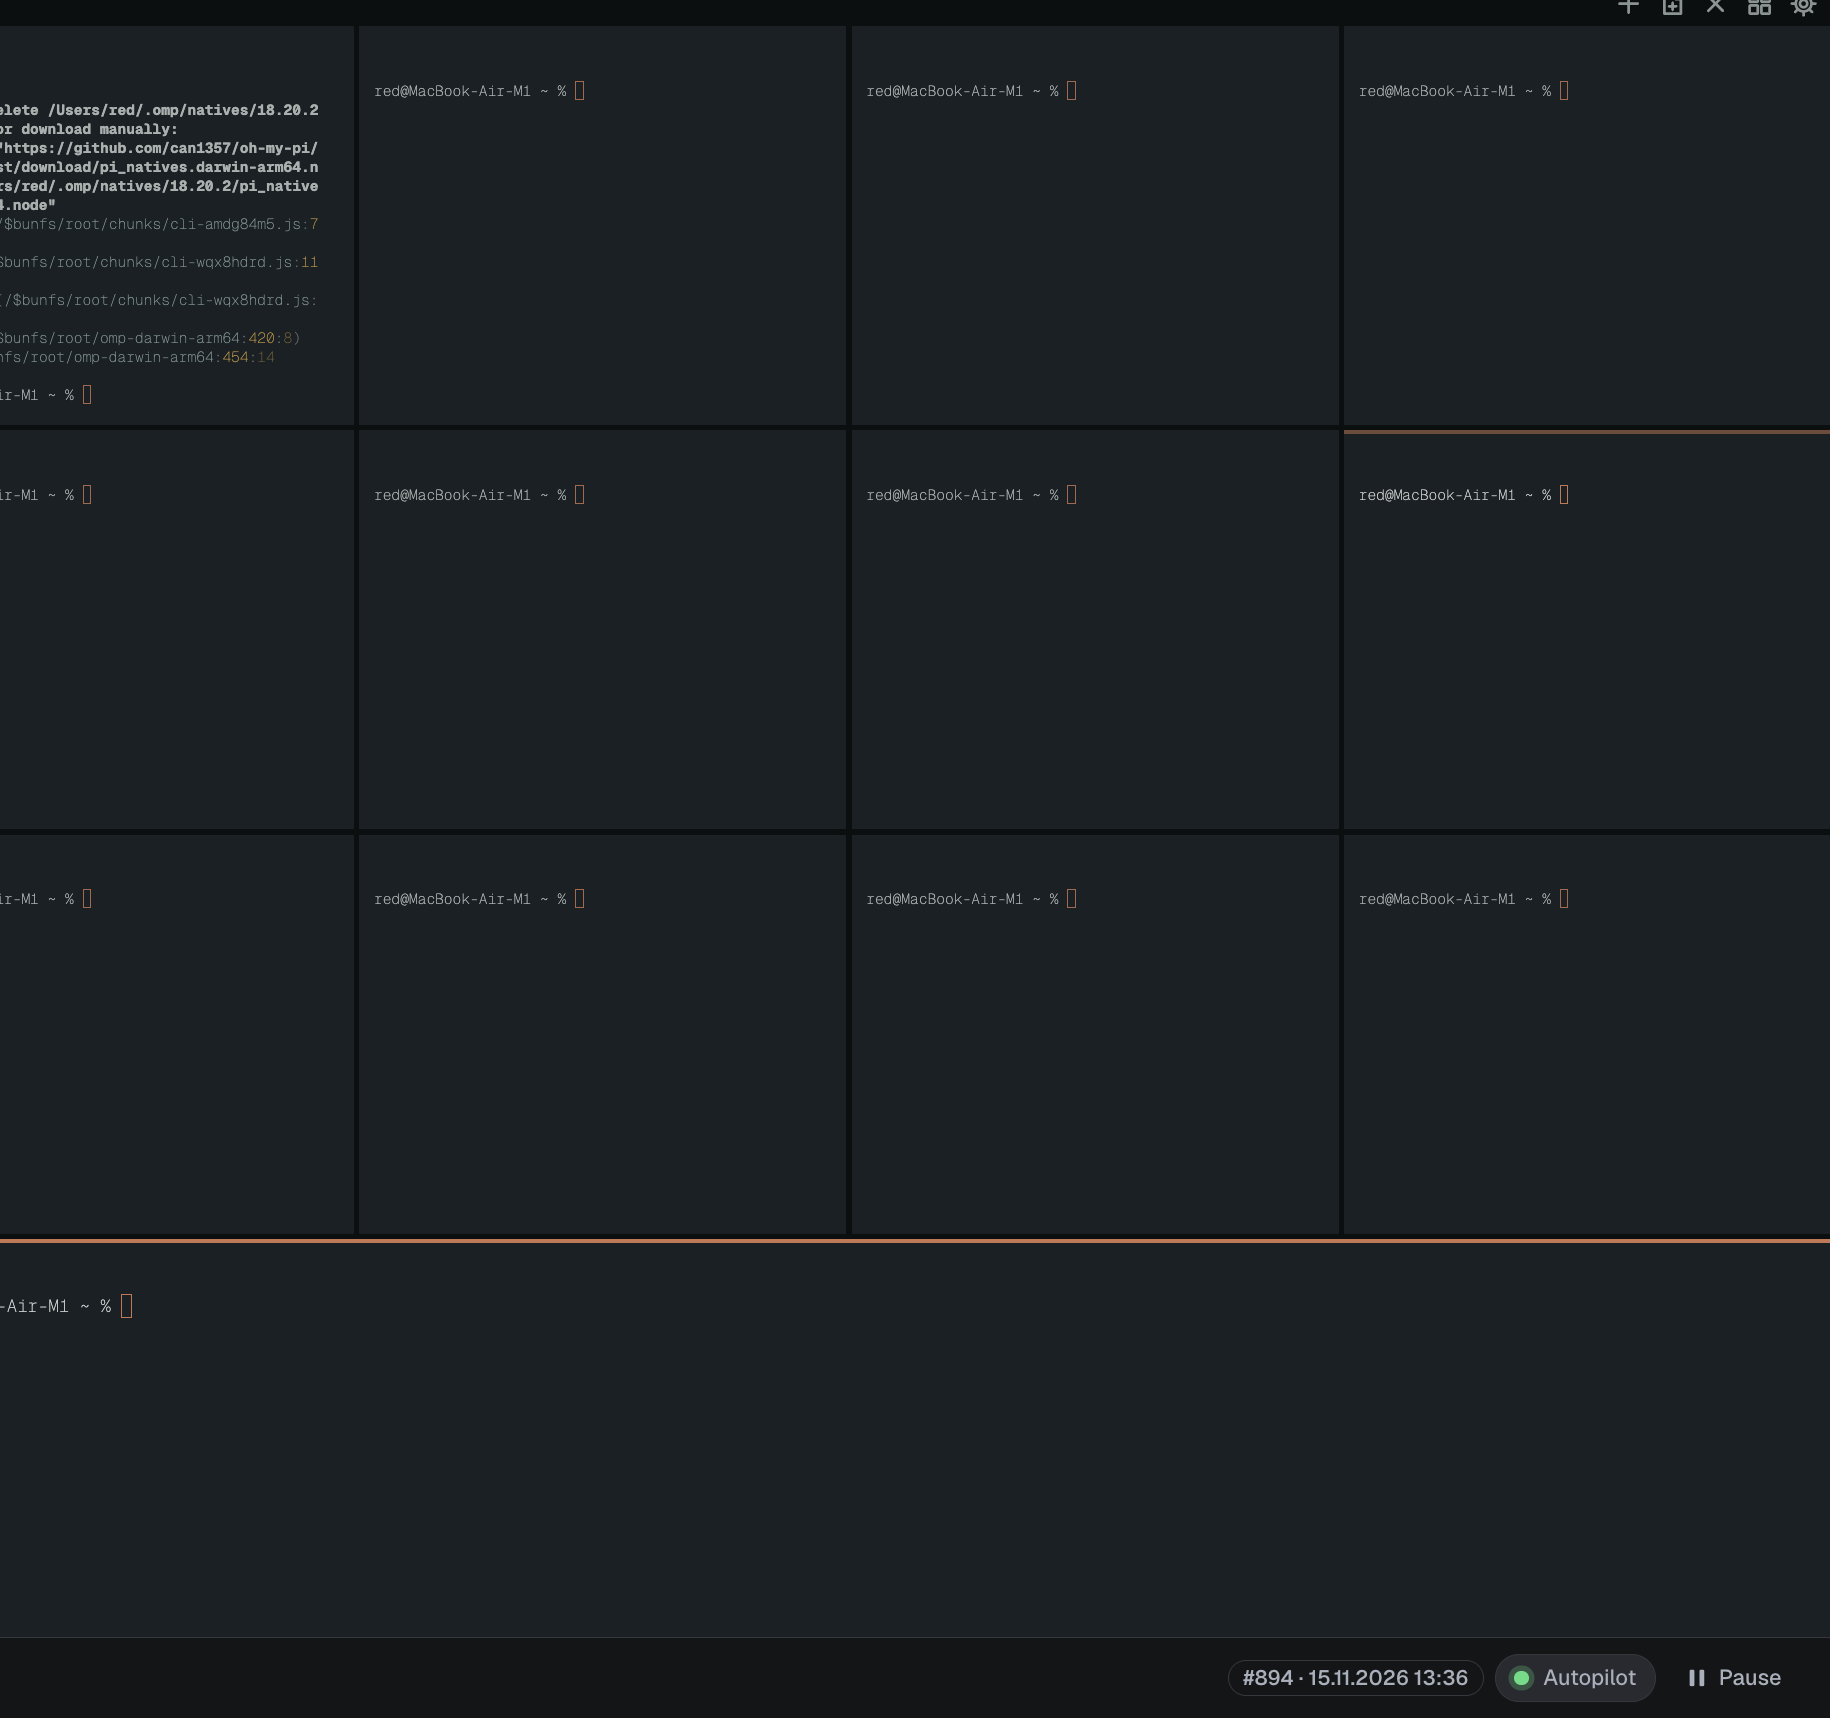 elete /Users/red/.omp/natives/18.20.2
or download manually:
"https://github.com/can1357/oh-my-pi/
st/download/pi_natives.darwin-arm64.n
rs/red/.omp/natives/18.20.2/pi_native
4.node"
/$bunfs/root/chunks/cli-amdg84m5.js:7
$bunfs/root/chunks/cli-wqx8hdrd.js:11
(/$bunfs/root/chunks/cli-wqx8hdrd.js:
$bunfs/root/omp-darwin-arm64:420:8)
nfs/root/omp-darwin-arm64:454:14
ir-M1 ~ %
red@MacBook-Air-M1 ~ %
red@MacBook-Air-M1 ~ %
red@MacBook-Air-M1 ~ %
ir-M1 ~ %
red@MacBook-Air-M1 ~ %
red@MacBook-Air-M1 ~ %
red@MacBook-Air-M1 ~ %
ir-M1 ~ %
red@MacBook-Air-M1 ~ %
red@MacBook-Air-M1 ~ %
red@MacBook-Air-M1 ~ %
-Air-M1 ~ %
#894 · 15.11.2026 13:36
Autopilot
Pause